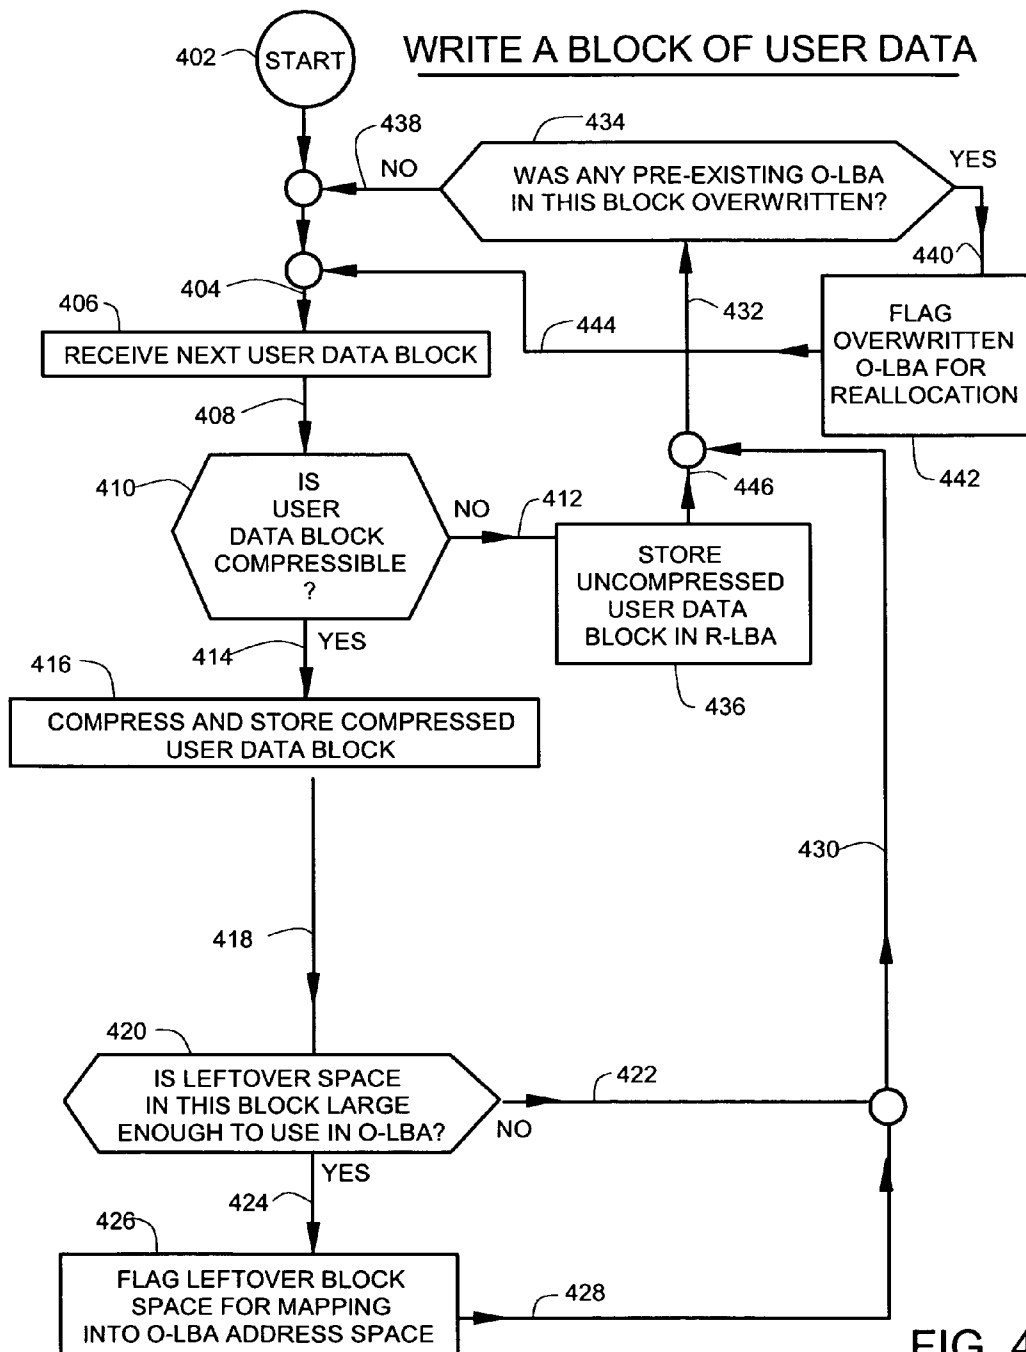 402
START
WRITE A BLOCK OF USER DATA
438
NO
434
WAS ANY PRE-EXISTING O-LBA
IN THIS BLOCK OVERWRITTEN?
YES
440
404
406
RECEIVE NEXT USER DATA BLOCK
444
432
FLAG
OVERWRITTEN
O-LBA FOR
REALLOCATION
442
408
410
IS
USER
DATA BLOCK
COMPRESSIBLE
?
NO
412
446
STORE
UNCOMPRESSED
USER DATA
BLOCK IN R-LBA
436
YES
414
416
COMPRESS AND STORE COMPRESSED
USER DATA BLOCK
430
418
420
IS LEFTOVER SPACE
IN THIS BLOCK LARGE
ENOUGH TO USE IN O-LBA?
422
NO
YES
424
426
FLAG LEFTOVER BLOCK
SPACE FOR MAPPING
INTO O-LBA ADDRESS SPACE
428
FIG. 4